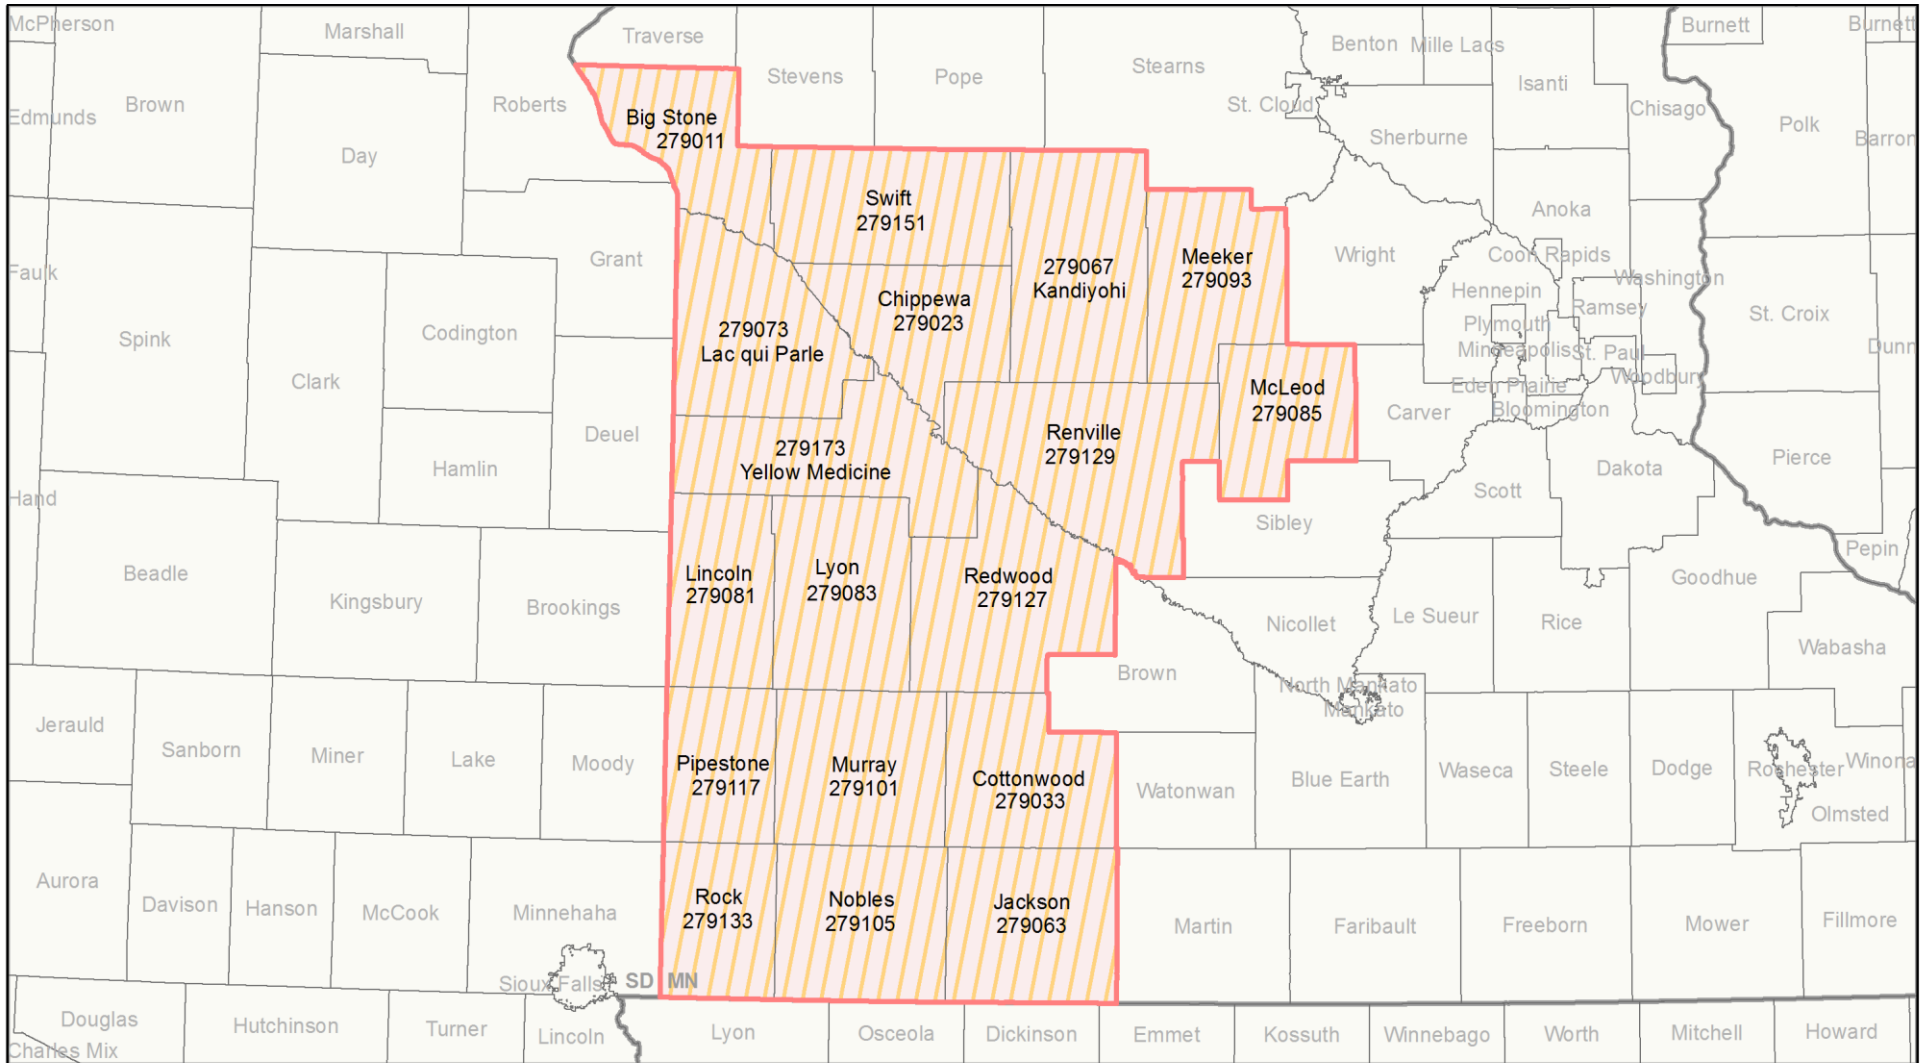 McPherson
Marshall
Traverse
Burnett
Burnett
Benton
Mille Lacs
Stearns
Stevens
Pope
Isanti
Edmunds
Brown
Roberts
St. Cloud
Chisago
Polk
Barron
Big Stone
279011
Sherburne
Day
Swift
279151
Anoka
Grant
Meeker
279093
Wright
Coon Rapids
Washington
Faulk
279067
Kandiyohi
Hennepin
Ramsey
Chippewa
279023
St. Croix
Spink
Codington
279073
Lac qui Parle
Plymouth
Minneapolis
St. Paul
Dunn
Clark
McLeod
279085
Eden Prairie
Woodbury
Bloomington
Carver
Deuel
Renville
279129
279173
Yellow Medicine
Hamlin
Dakota
Pierce
Hand
Scott
Sibley
Pepin
Beadle
Kingsbury
Brookings
Lincoln
279081
Lyon
279083
Redwood
279127
Goodhue
Nicollet
Le Sueur
Rice
Wabasha
Brown
North Mankato
Mankato
Jerauld
Sanborn
Miner
Lake
Moody
Pipestone
279117
Murray
279101
Cottonwood
279033
Watonwan
Blue Earth
Waseca
Steele
Dodge
Rochester
Winona
Olmsted
Aurora
Davison
Hanson
McCook
Minnehaha
Rock
279133
Nobles
279105
Jackson
279063
Martin
Faribault
Freeborn
Mower
Fillmore
Sioux Falls
SD
MN
Douglas
Hutchinson
Turner
Lincoln
Lyon
Osceola
Dickinson
Emmet
Kossuth
Winnebago
Worth
Mitchell
Howard
Charles Mix